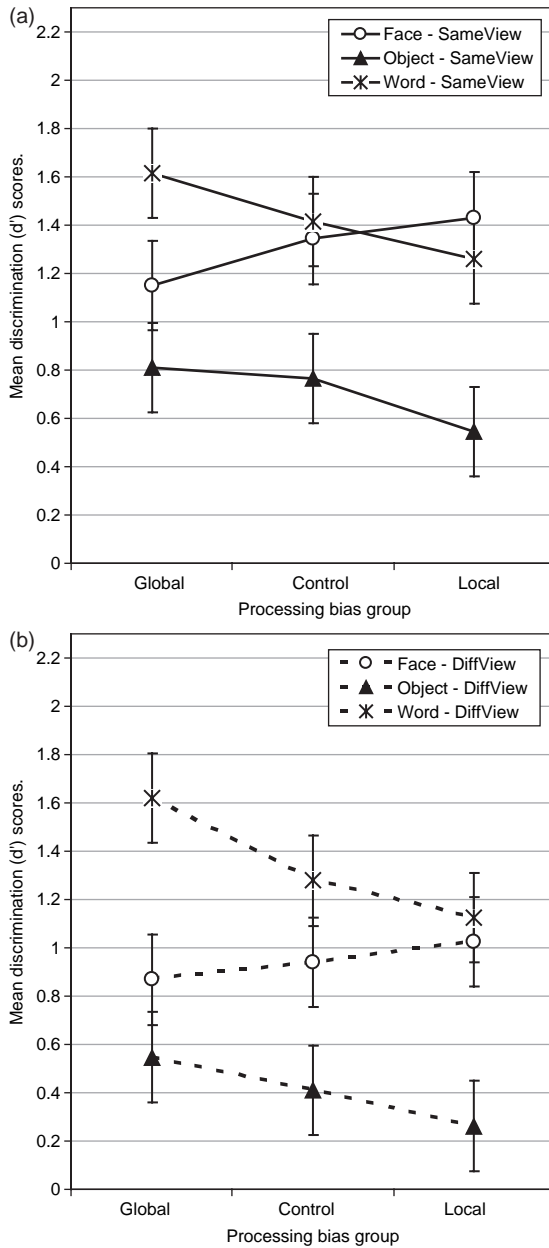 (a)
2.2
2
1.8
1.6
1.4
1.2
1
0.8
0.6
0.4
0.2
0
Mean discrimination (d') scores.
Face - SameView
Object - SameView
Word - SameView
Global Control Local
Processing bias group
(b)
2.2
2
1.8
1.6
1.4
1.2
1
0.8
0.6
0.4
0.2
0
Mean discrimination (d') scores.
Face - DiffView
Object - DiffView
Word - DiffView
Global Control Local
Processing bias group